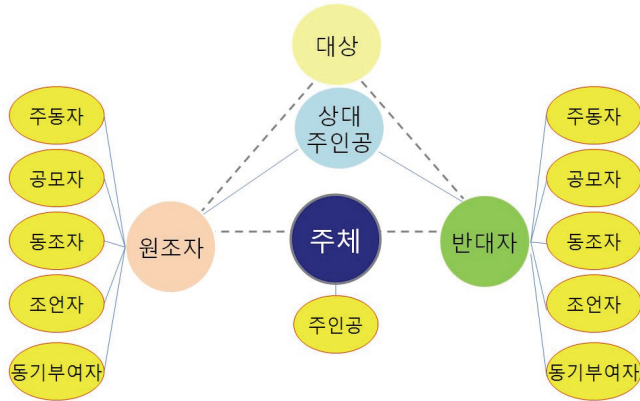 대상
상대
주인공
주동자
공모자
동조자
조언자
동기부여자
원조자
주체
주인공
반대자
주동자
공모자
동조자
조언자
동기부여자